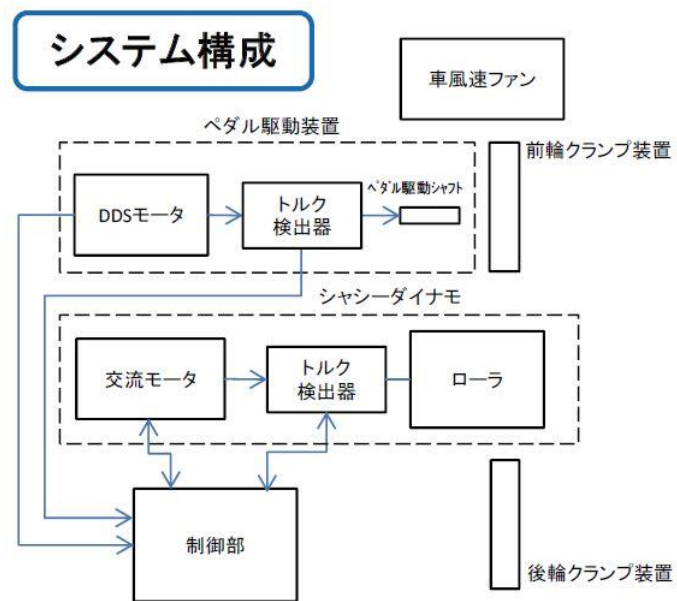 システム構成
車風速ファン
ペダル駆動装置
前輪クランプ装置
DDSモータ
トルク
検出器
ペダル駆動シャフト
シャシーダイナモ
交流モータ
トルク
検出器
ローラ
制御部
後輪クランプ装置